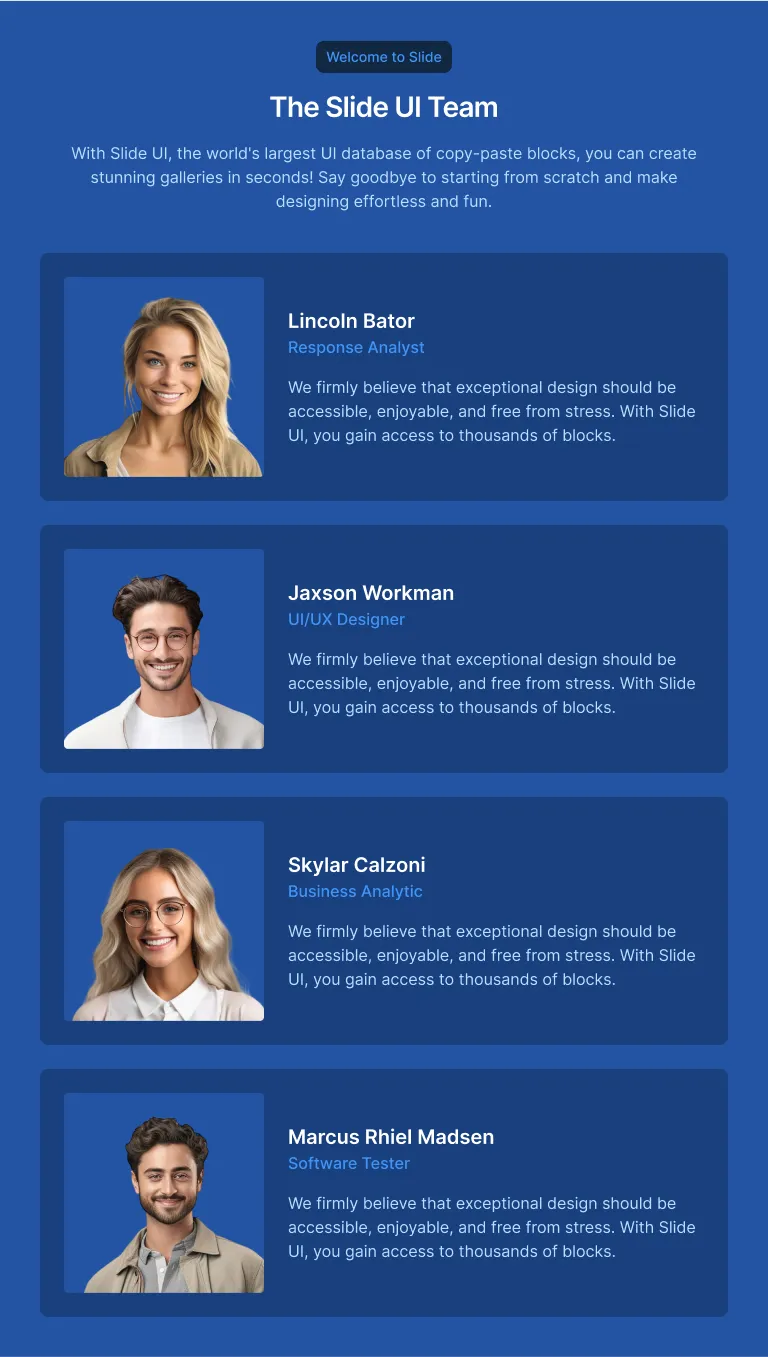 Welcome to Slide
The Slide UI Team
With Slide UI, the world's largest UI database of copy-paste blocks, you can create
stunning galleries in seconds! Say goodbye to starting from scratch and make
designing effortless and fun.
Lincoln Bator
Response Analyst
We firmly believe that exceptional design should be
accessible, enjoyable, and free from stress. With Slide
UI, you gain access to thousands of blocks.
Jaxson Workman
UI/UX Designer
We firmly believe that exceptional design should be
accessible, enjoyable, and free from stress. With Slide
UI, you gain access to thousands of blocks.
Skylar Calzoni
Business Analytic
We firmly believe that exceptional design should be
accessible, enjoyable, and free from stress. With Slide
UI, you gain access to thousands of blocks.
Marcus Rhiel Madsen
Software Tester
We firmly believe that exceptional design should be
accessible, enjoyable, and free from stress. With Slide
UI, you gain access to thousands of blocks.